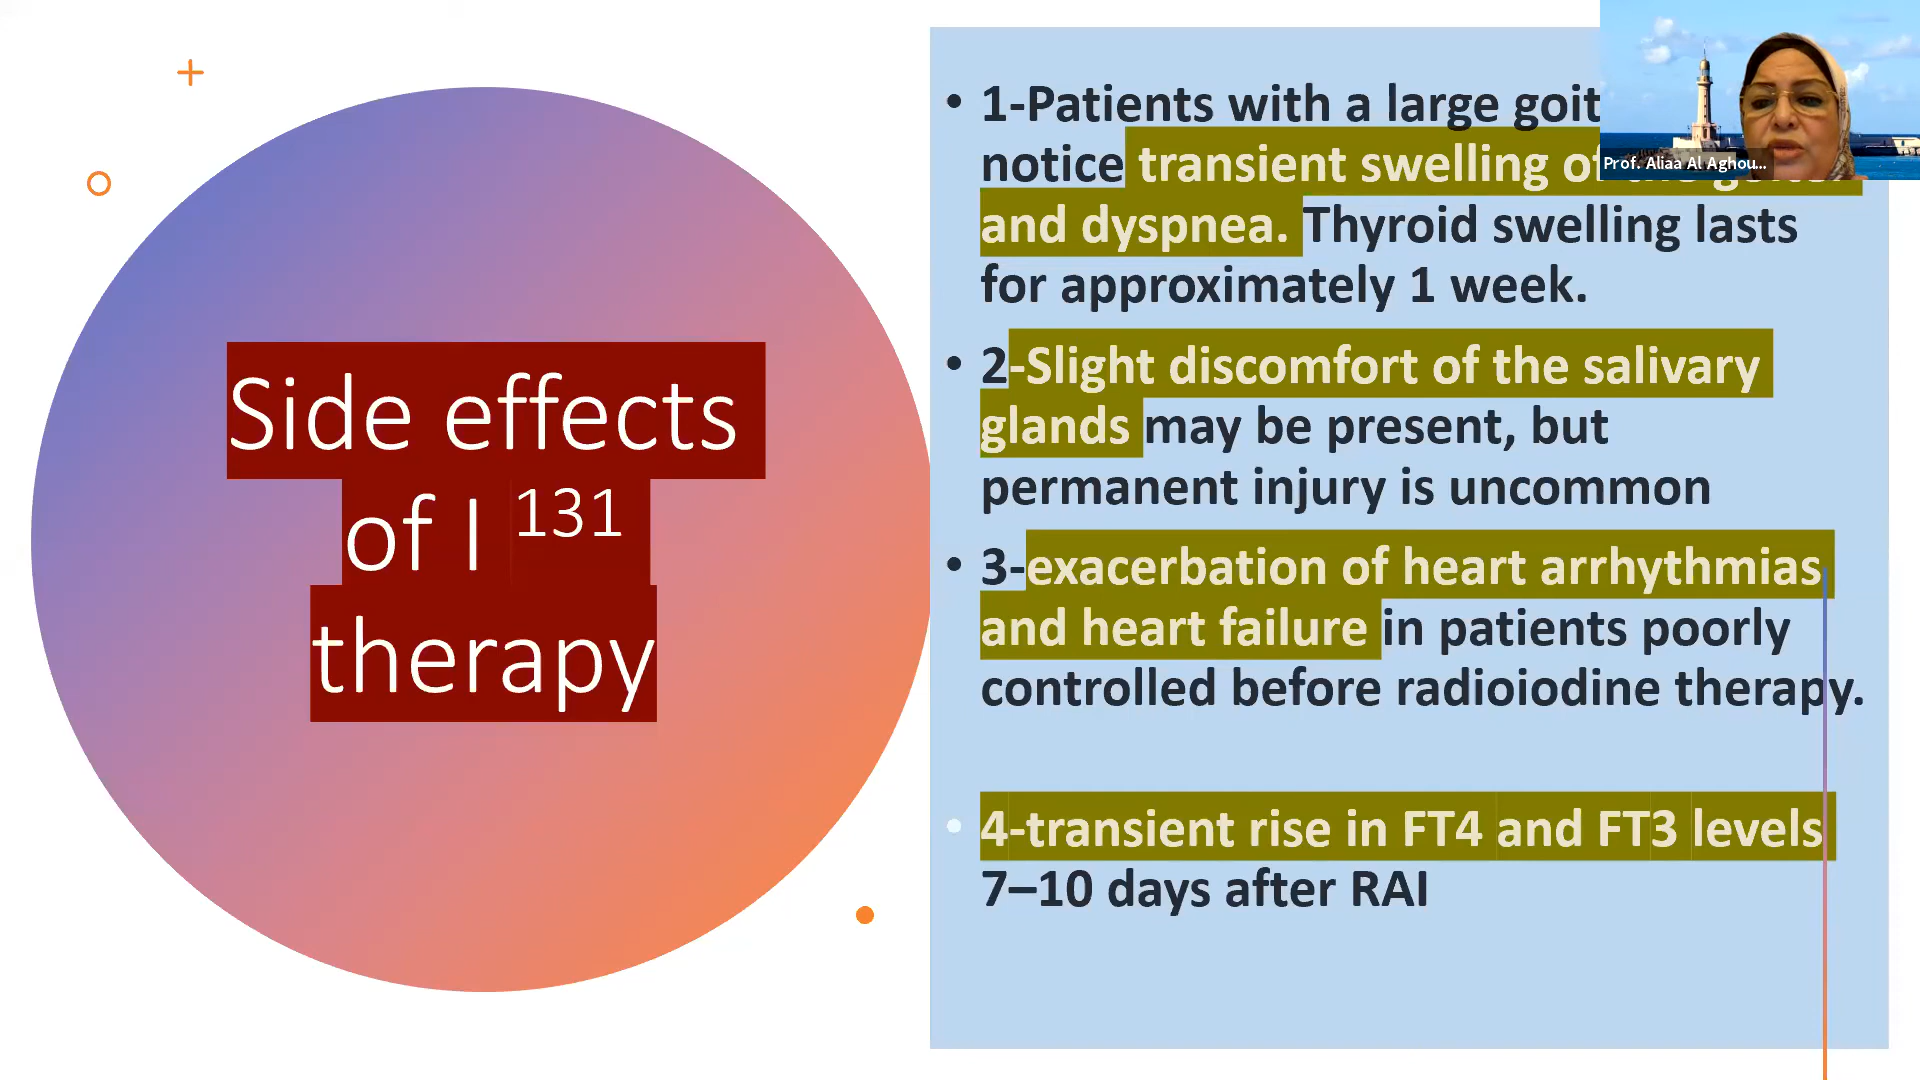 Side effects
of I 131
therapy
• 1-Patients with a large
notice transient swelling of
and dyspnea. Thyroid swelling lasts
for approximately 1 week.
• 2-Slight discomfort of the salivary
glands may be present, but
permanent injury is uncommon
• 3-exacerbation of heart arrhythmias
and heart failure in patients poorly
controlled before radioiodine therapy.
• 4-transient rise in FT4 and FT3 levels
7–10 days after RAI
Prof. Aliaa Al Aghou...